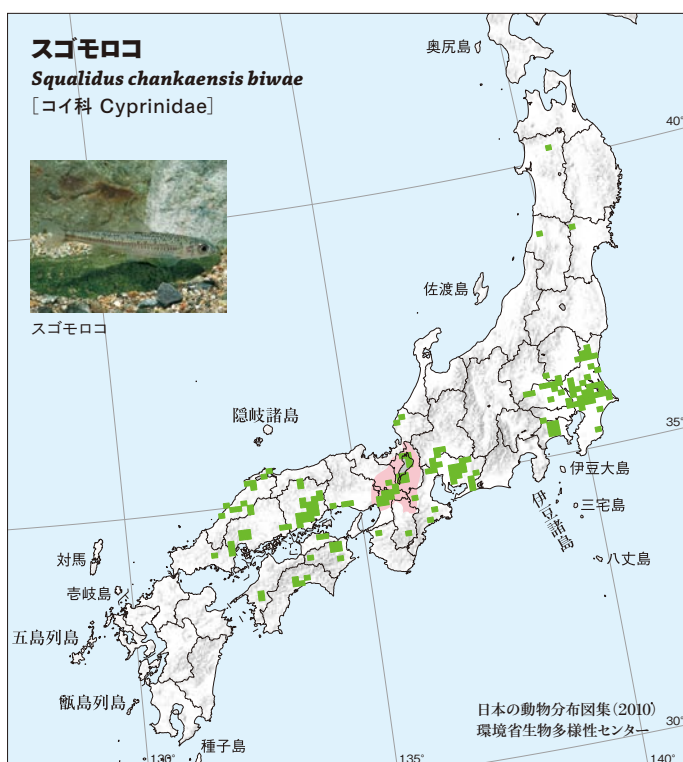 スゴモロコ
Squalidus chankaensis biwae
[コイ科 Cyprinidae]
スゴモロコ
奥尻島
40°
佐渡島
隠岐諸島
35°
伊豆大島
伊豆諸島
三宅島
八丈島
対馬
壱岐島
五島列島
甑島列島
種子島
日本の動物分布図集(2010)
環境省生物多様性センター
30°
130°
135°
140°